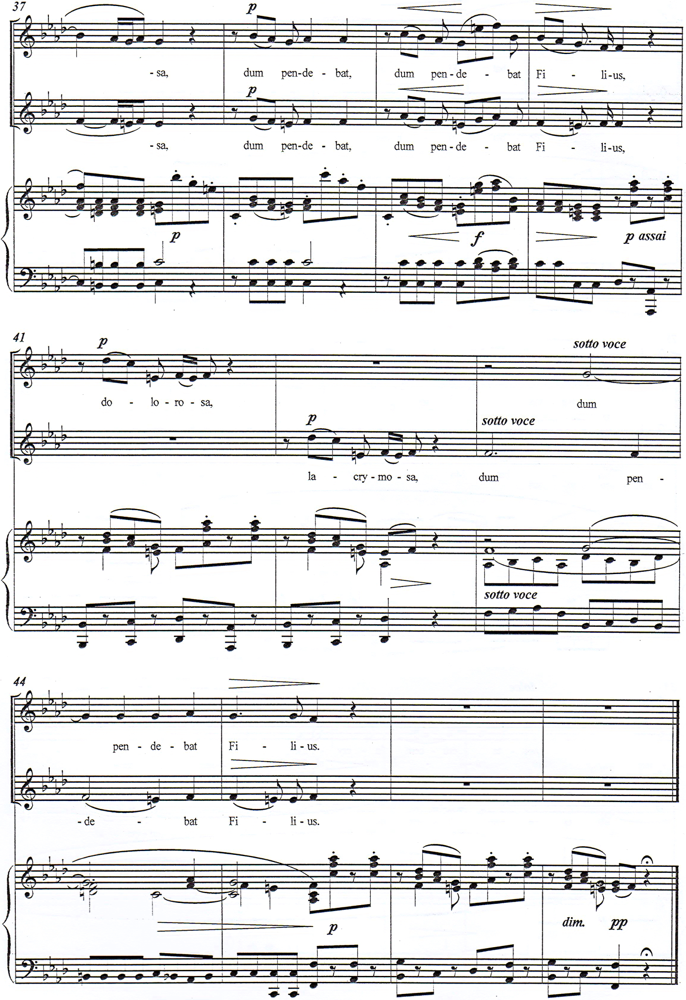 37
p
- sa, dum pen-de - bat, dum pen - de - bat Fi - li-us,
p
- sa, dum pen-de - bat, dum pen - de - bat Fi - li-us,
p f p assai
41
p sotto voce
do - lo - ro - sa, dum
p sotto voce
la - cry - mo - sa, dum pen -
sotto voce
44
pen - de - bat Fi - li - us.
- de - bat Fi - li - us.
p dim. pp